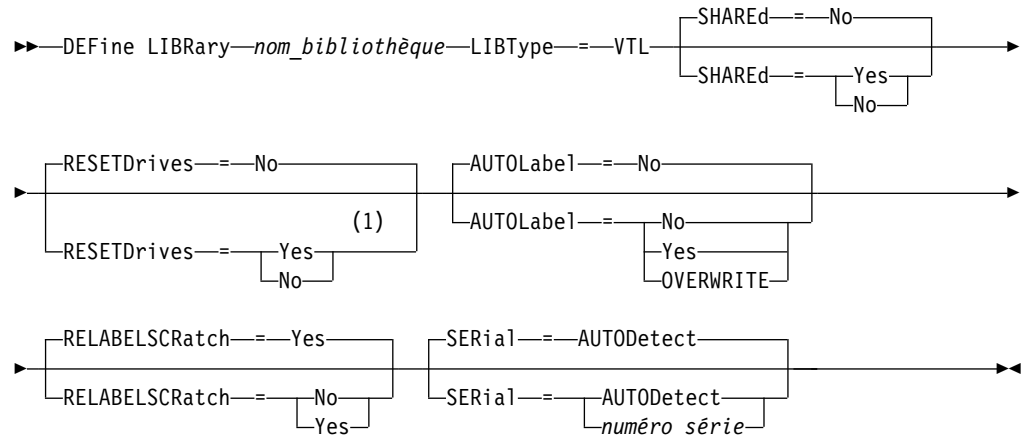 SHAREd = No
DEFine LIBRary nom_bibliothèque LIBType = VTL
SHAREd = Yes
No
RESETDrives = No
AUTOLabel = No
(1)
RESETDrives = Yes
No
AUTOLabel = No
Yes
OVERWRITE
RELABELSCRatch = Yes
SERial = AUTODetect
RELABELSCRatch = No
Yes
SERial = AUTODetect
numéro série